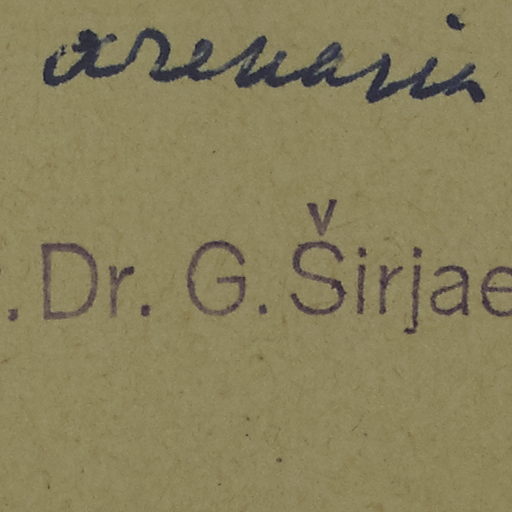 arenaria
. Dr. G. Širjae